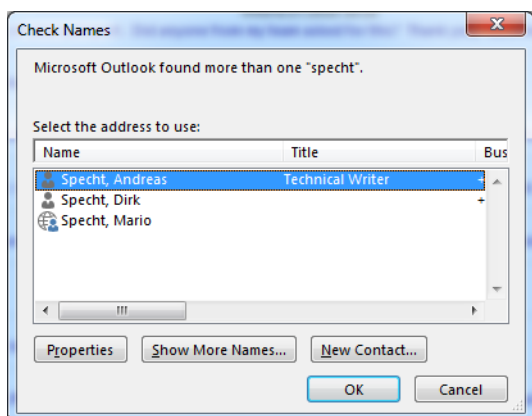 Check Names
Microsoft Outlook found more than one "specht".
Select the address to use:
Name Title Bus
Specht, Andreas Technical Writer +
Specht, Dirk +
Specht, Mario
Properties Show More Names... New Contact...
OK Cancel